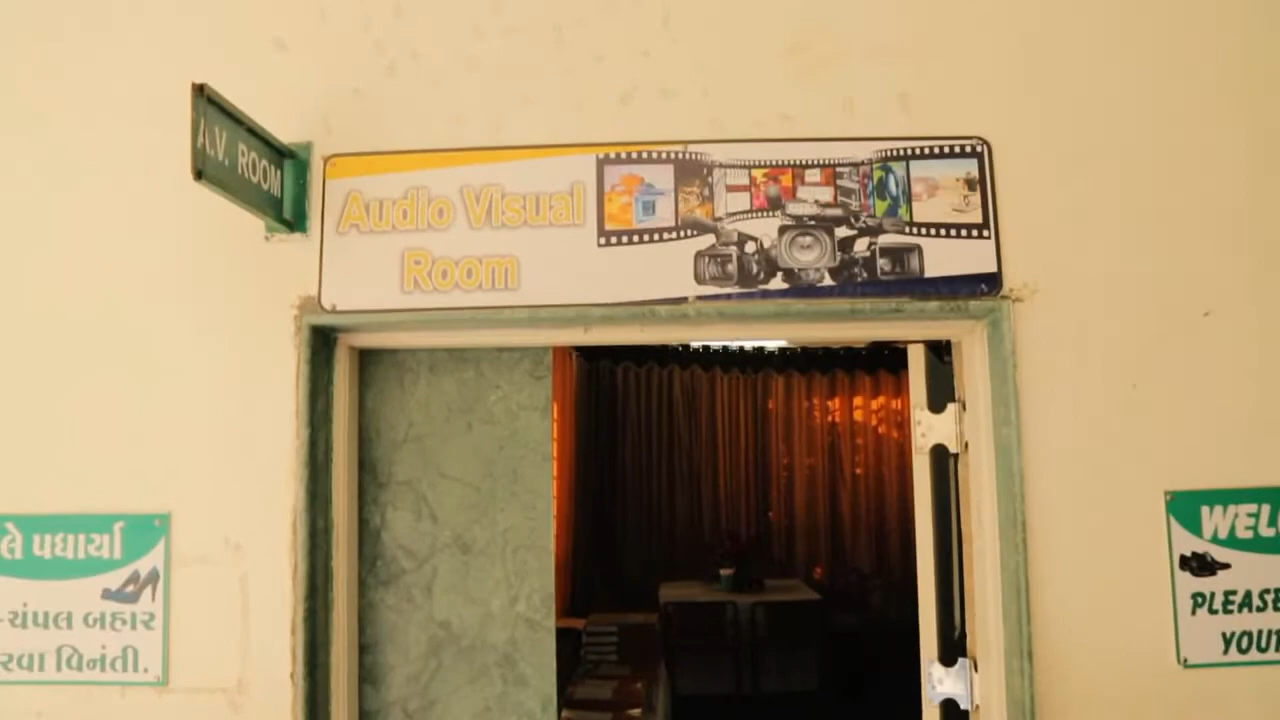 A.V. ROOM
Audio Visual
Room
લે પધાર્યા
-ચંપલ બહાર
રવા વિનંતી.
WEL
PLEASE
YOU